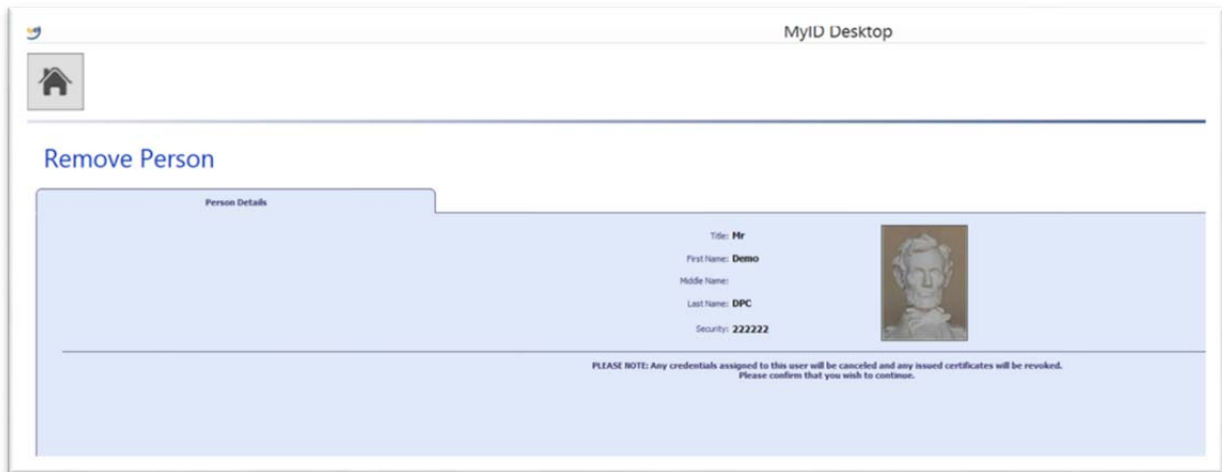 MyID Desktop
Remove Person
Person Details
Title: Mr
First Name: Demo
Middle Name:
Last Name: DPC
Security: 222222
PLEASE NOTE: Any credentials assigned to this user will be canceled and any issued certificates will be revoked.
Please confirm that you wish to continue.